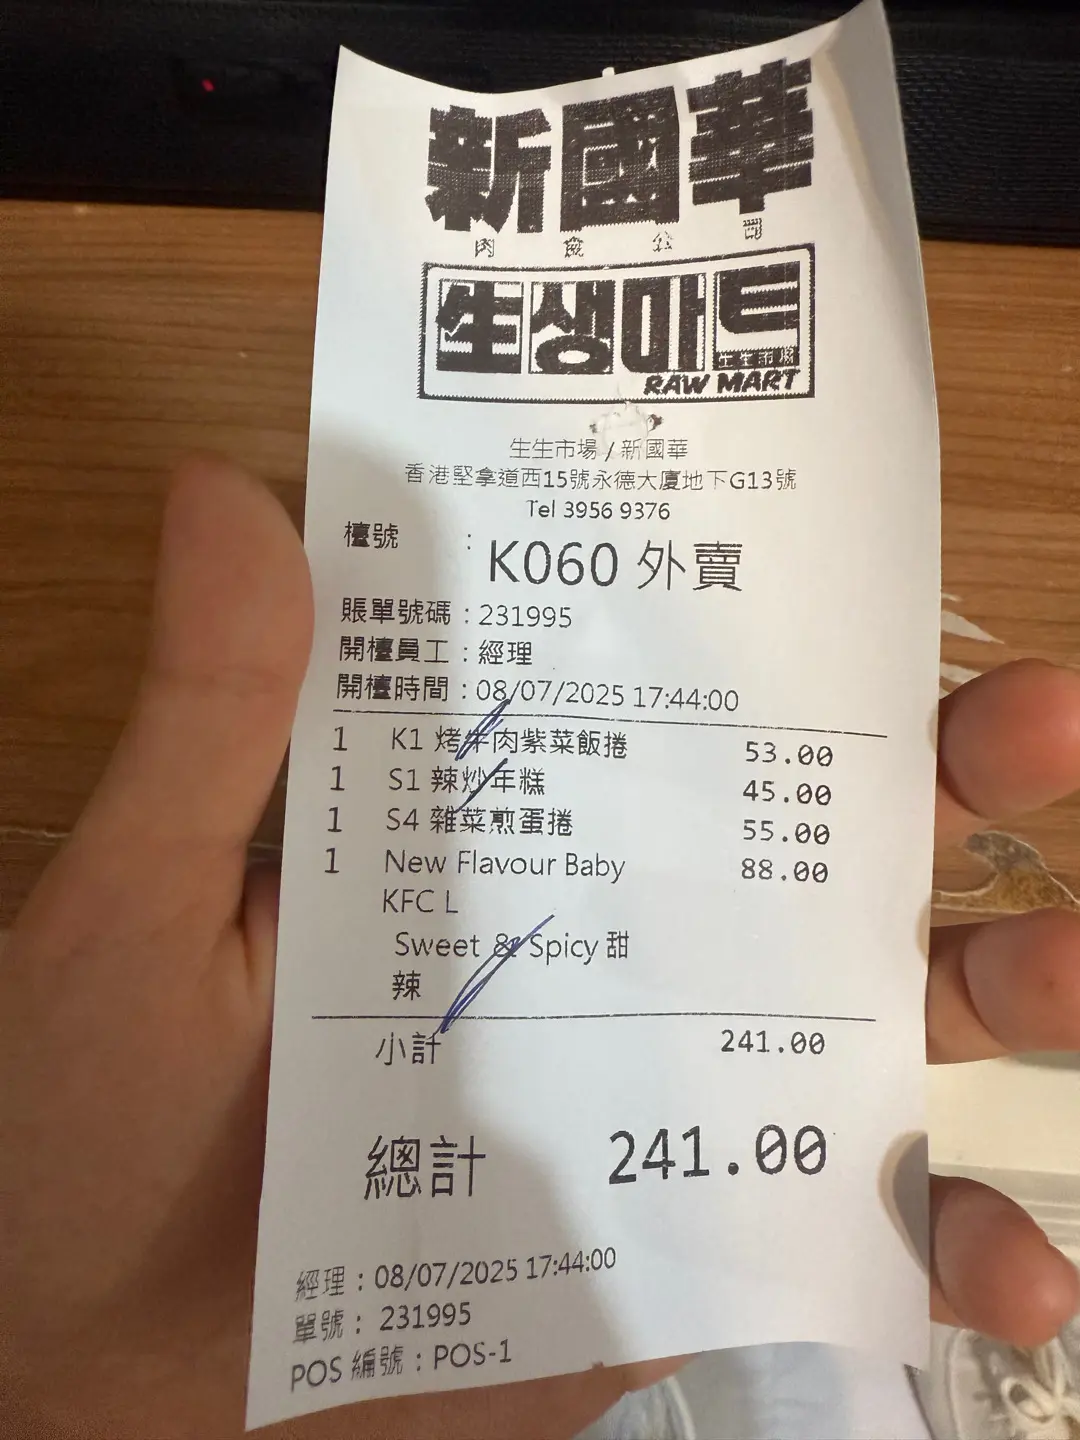 新國華
肉食公司
生생마트
生生市場
RAW MART
生生市場 / 新國華
香港堅拿道西15號永德大廈地下G13號
Tel 3956 9376
檯號 : K060 外賣
賬單號碼 : 231995
開檯員工 : 經理
開檯時間 : 08/07/2025 17:44:00
1 K1 烤牛肉紫菜飯捲 53.00
1 S1 辣炒年糕 45.00
1 S4 雜菜煎蛋捲 55.00
1 New Flavour Baby 88.00
KFC L
Sweet & Spicy 甜
辣
小計 241.00
總計 241.00
經理 : 08/07/2025 17:44:00
單號 : 231995
POS 編號 : POS-1